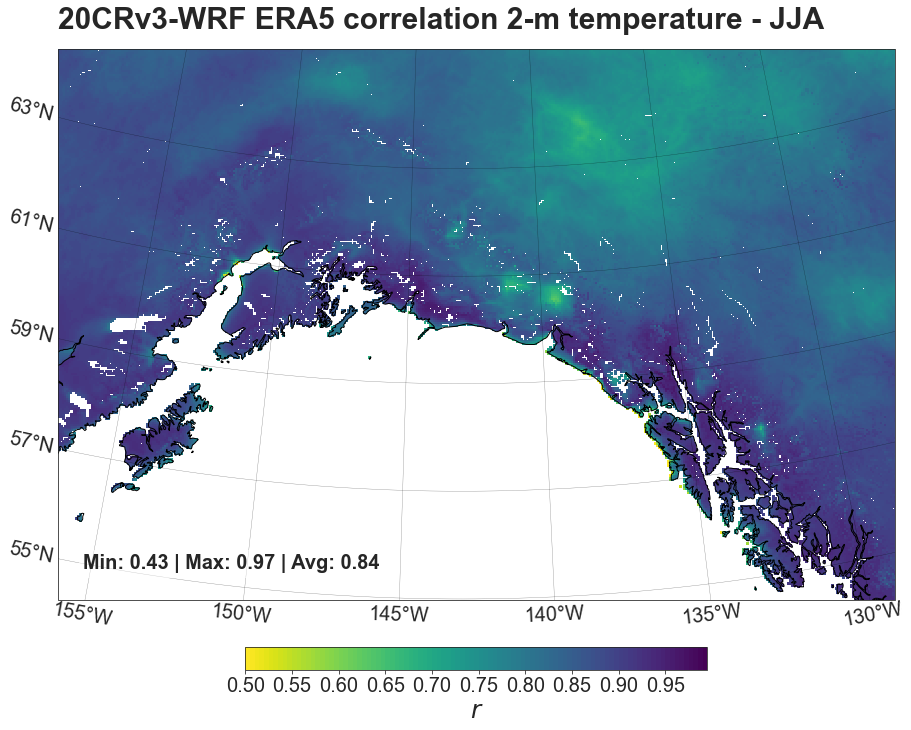 20CRv3-WRF ERA5 correlation 2-m temperature - JJA
63°N
61°N
59°N
57°N
55°N
Min: 0.43 | Max: 0.97 | Avg: 0.84
155°W 150°W 145°W 140°W 135°W 130°W
0.50 0.55 0.60 0.65 0.70 0.75 0.80 0.85 0.90 0.95
r